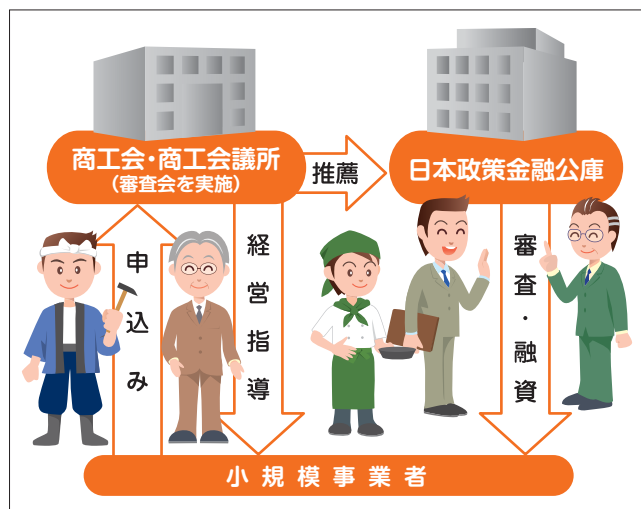 商工会・商工会議所
(審査会を実施)
推薦
日本政策金融公庫
申込み
経営指導
審査・融資
小規模事業者